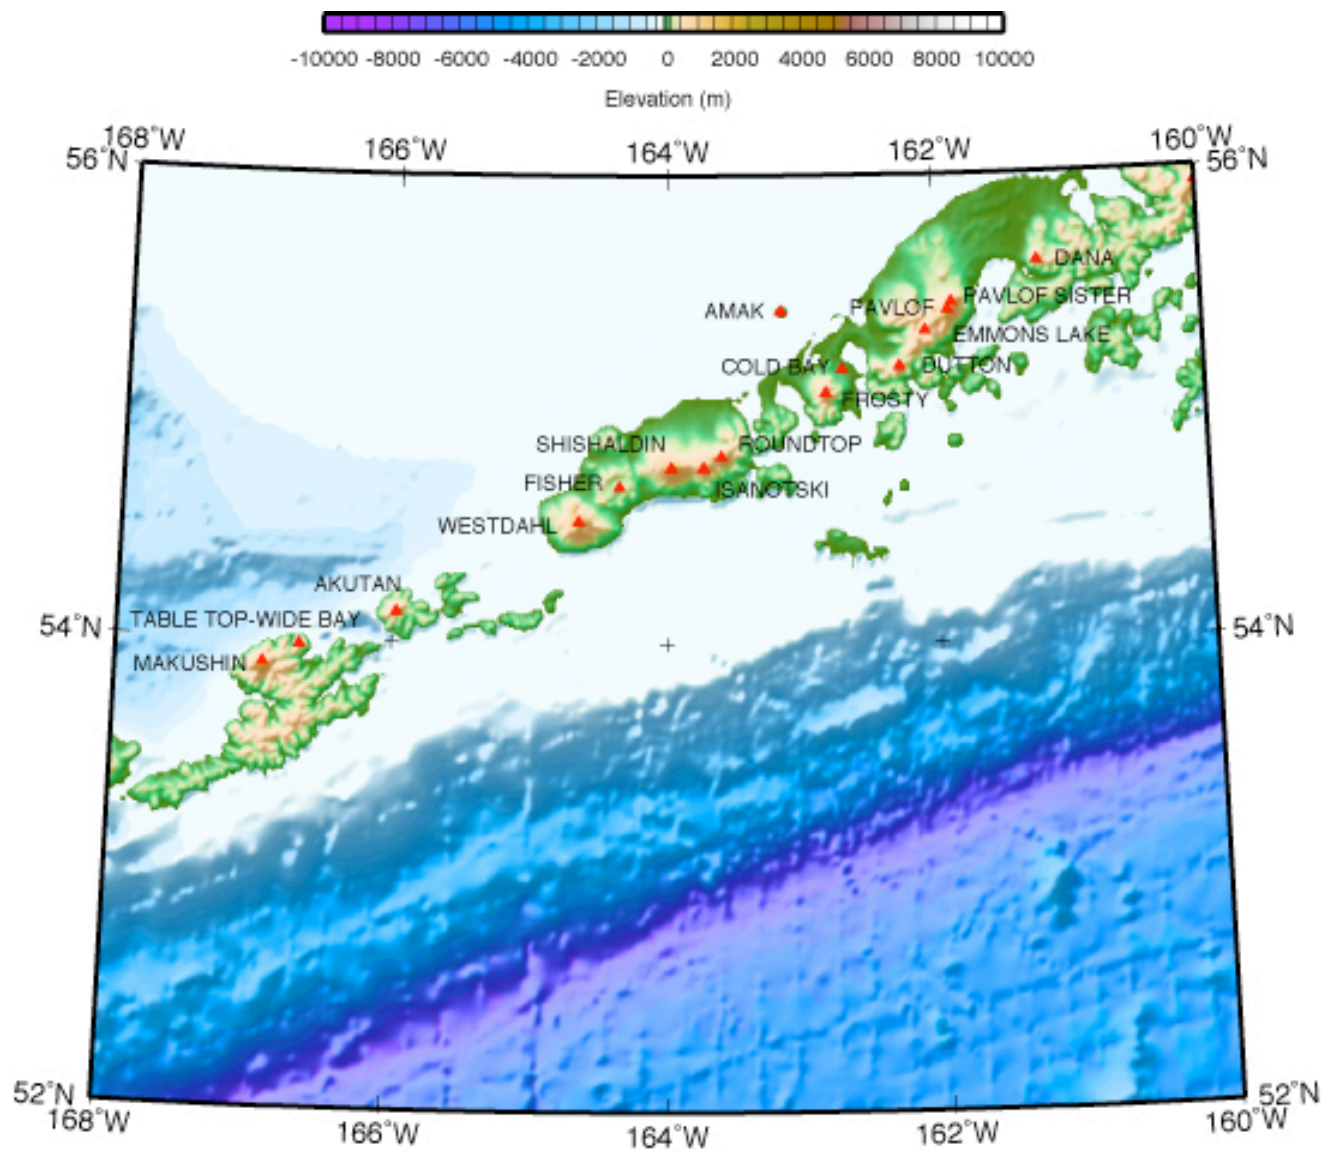 -10000 -8000 -6000 -4000 -2000 0 2000 4000 6000 8000 10000
Elevation (m)
168°W 166°W 164°W 162°W 160°W
56°N 56°N
DANA
PAVLOF SISTER
AMAK PAVLOF
EMMONS LAKE
COLD BAY DUTTON
FROSTY
SHISHALDIN ROUNDTOP
FISHER ISANOTSKI
WESTDAHL
AKUTAN
TABLE TOP-WIDE BAY
54°N 54°N
MAKUSHIN
52°N 52°N
168°W 166°W 164°W 162°W 160°W